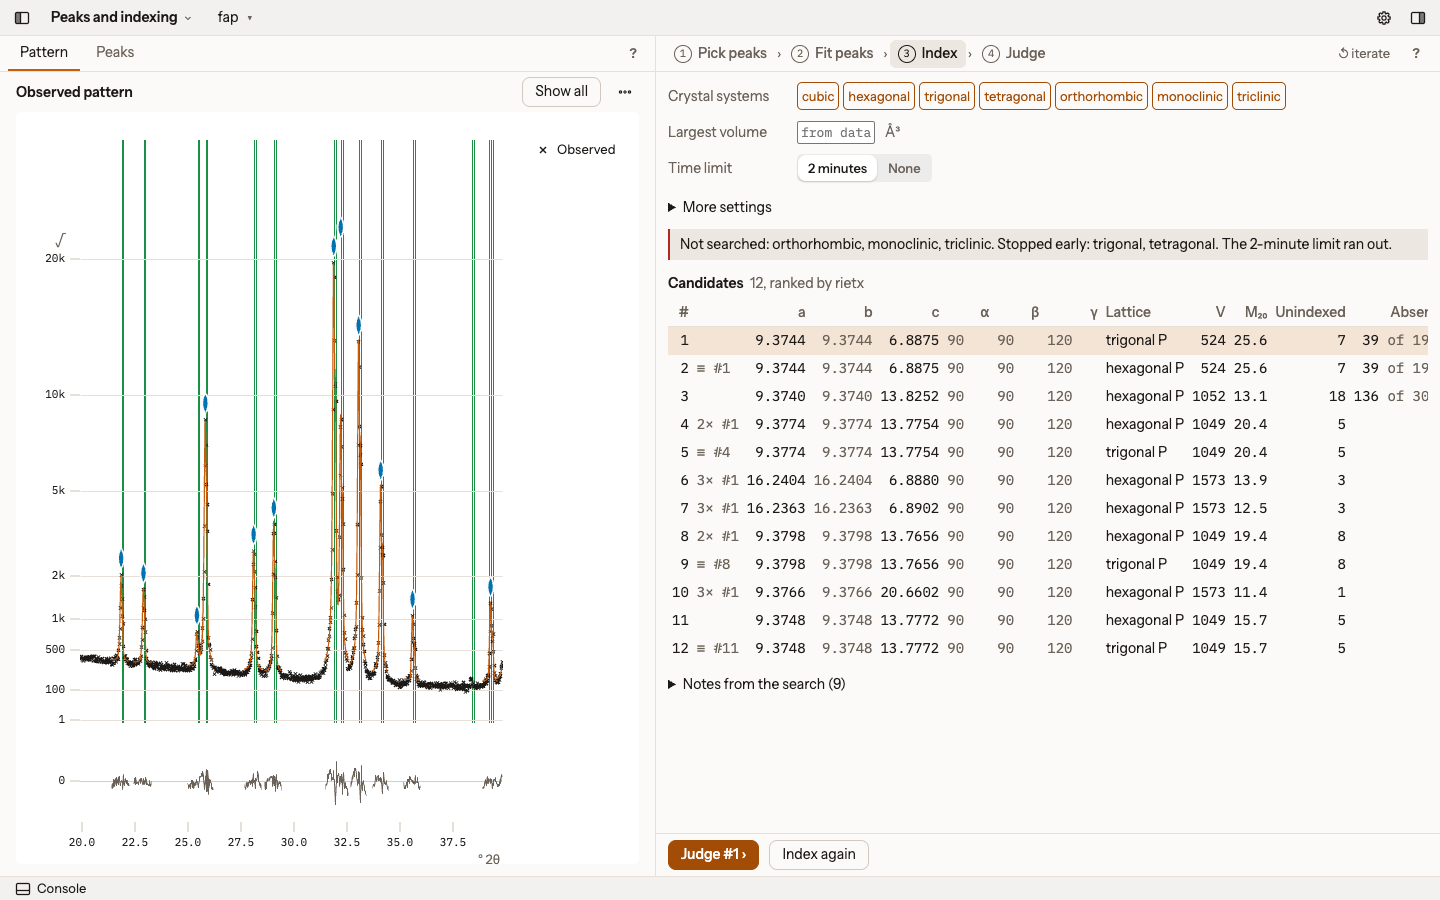 Peaks and indexing fap
Pattern Peaks ?
1 Pick peaks › 2 Fit peaks › 3 Index › 4 Judge iterate ?
Observed pattern Show all •••
× Observed
√
20k
10k
5k
2k
1k
500
100
1
0
20.0 22.5 25.0 27.5 30.0 32.5 35.0 37.5
°2θ
Crystal systems cubic hexagonal trigonal tetragonal orthorhombic monoclinic triclinic
Largest volume from data Å³
Time limit 2 minutes None
More settings
Not searched: orthorhombic, monoclinic, triclinic. Stopped early: trigonal, tetragonal. The 2-minute limit ran out.
Candidates 12, ranked by rietx
# a b c α β γ Lattice V M₂₀ Unindexed Abser
1 9.3744 9.3744 6.8875 90 90 120 trigonal P 524 25.6 7 39 of 19
2 ≡ #1 9.3744 9.3744 6.8875 90 90 120 hexagonal P 524 25.6 7 39 of 19
3 9.3740 9.3740 13.8252 90 90 120 hexagonal P 1052 13.1 18 136 of 30
4 2× #1 9.3774 9.3774 13.7754 90 90 120 hexagonal P 1049 20.4 5
5 ≡ #4 9.3774 9.3774 13.7754 90 90 120 trigonal P 1049 20.4 5
6 3× #1 16.2404 16.2404 6.8880 90 90 120 hexagonal P 1573 13.9 3
7 3× #1 16.2363 16.2363 6.8902 90 90 120 hexagonal P 1573 12.5 3
8 2× #1 9.3798 9.3798 13.7656 90 90 120 hexagonal P 1049 19.4 8
9 ≡ #8 9.3798 9.3798 13.7656 90 90 120 trigonal P 1049 19.4 8
10 3× #1 9.3766 9.3766 20.6602 90 90 120 hexagonal P 1573 11.4 1
11 9.3748 9.3748 13.7772 90 90 120 hexagonal P 1049 15.7 5
12 ≡ #11 9.3748 9.3748 13.7772 90 90 120 trigonal P 1049 15.7 5
Notes from the search (9)
Judge #1 › Index again
Console